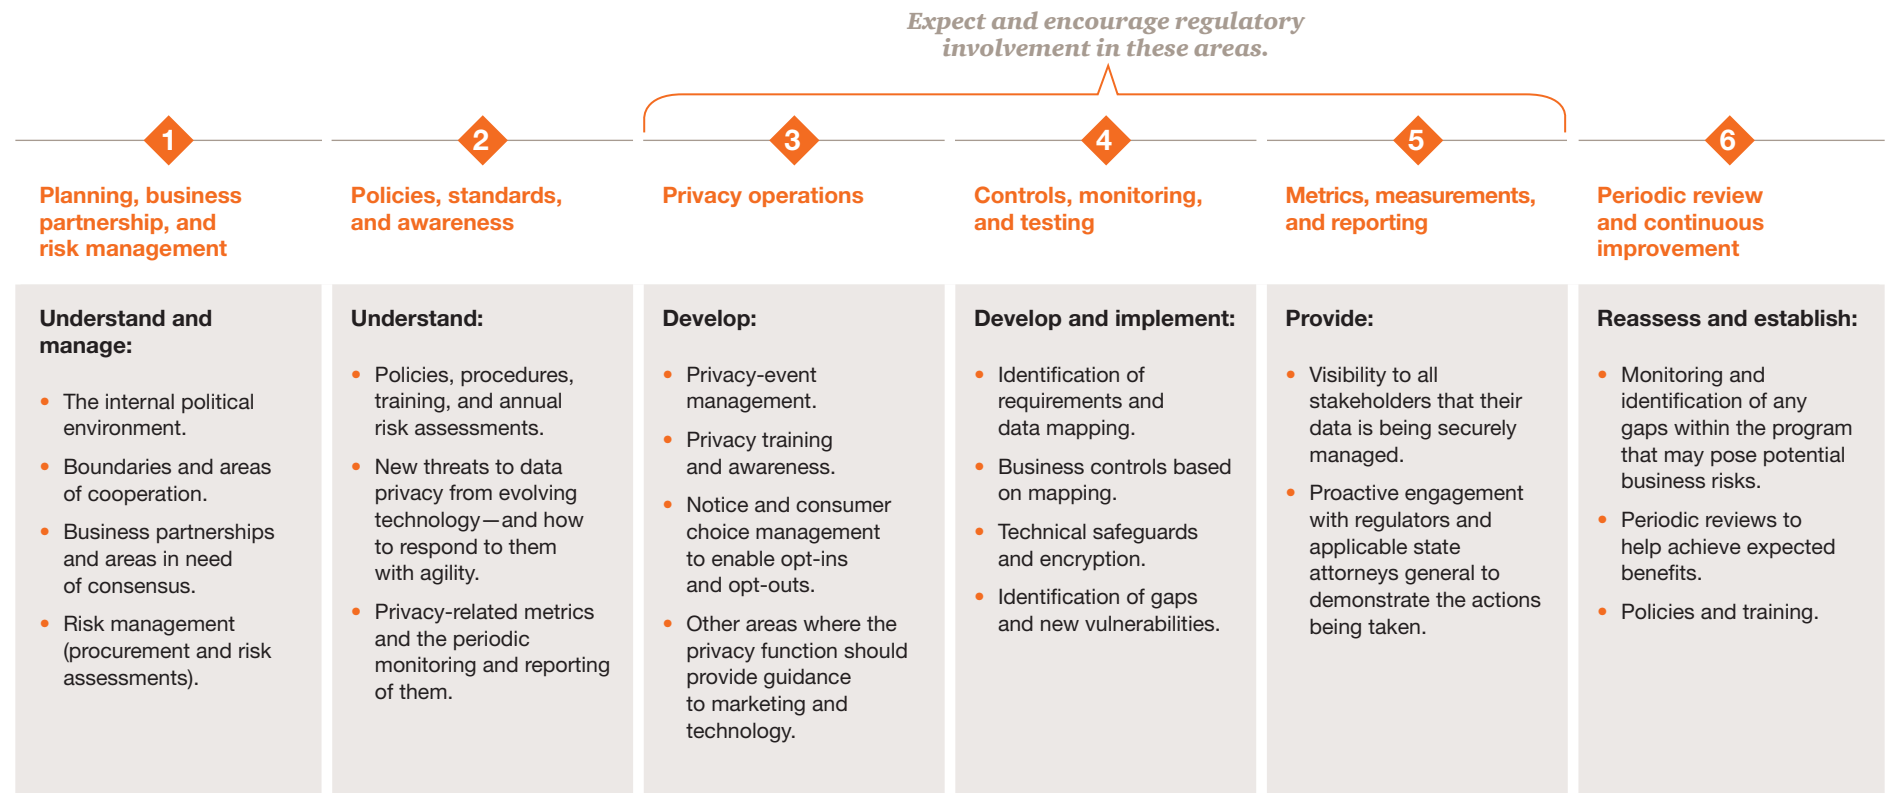 Expect and encourage regulatory
involvement in these areas.
1
Planning, business
partnership, and
risk management
Understand and
manage:
• The internal political
environment.
• Boundaries and areas
of cooperation.
• Business partnerships
and areas in need
of consensus.
• Risk management
(procurement and risk
assessments).
2
Policies, standards,
and awareness
Understand:
• Policies, procedures,
training, and annual
risk assessments.
• New threats to data
privacy from evolving
technology—and how
to respond to them
with agility.
• Privacy-related metrics
and the periodic
monitoring and reporting
of them.
3
Privacy operations
Develop:
• Privacy-event
management.
• Privacy training
and awareness.
• Notice and consumer
choice management
to enable opt-ins
and opt-outs.
• Other areas where the
privacy function should
provide guidance
to marketing and
technology.
4
Controls, monitoring,
and testing
Develop and implement:
• Identification of
requirements and
data mapping.
• Business controls based
on mapping.
• Technical safeguards
and encryption.
• Identification of gaps
and new vulnerabilities.
5
Metrics, measurements,
and reporting
Provide:
• Visibility to all
stakeholders that their
data is being securely
managed.
• Proactive engagement
with regulators and
applicable state
attorneys general to
demonstrate the actions
being taken.
6
Periodic review
and continuous
improvement
Reassess and establish:
• Monitoring and
identification of any
gaps within the program
that may pose potential
business risks.
• Periodic reviews to
help achieve expected
benefits.
• Policies and training.